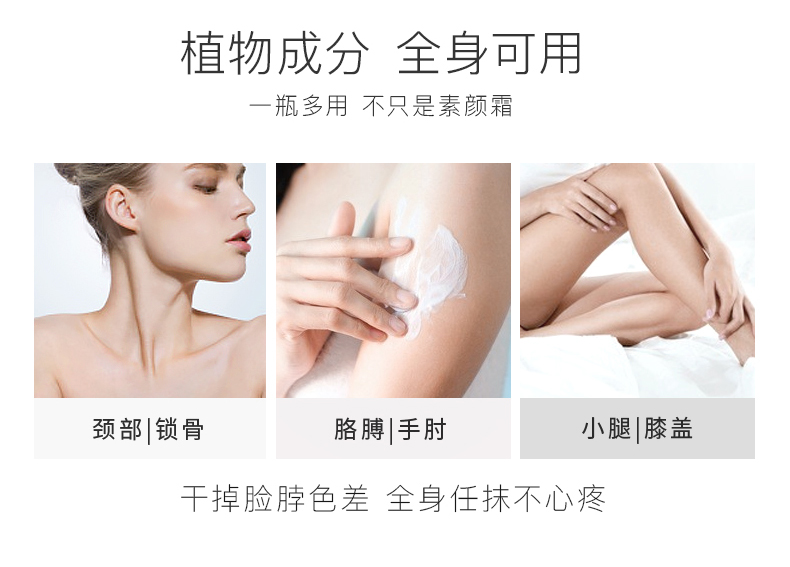 植物成分 全身可用
一瓶多用 不只是素颜霜
颈部|锁骨
胳膊|手肘
小腿|膝盖
干掉脸脖色差 全身任抹不心疼